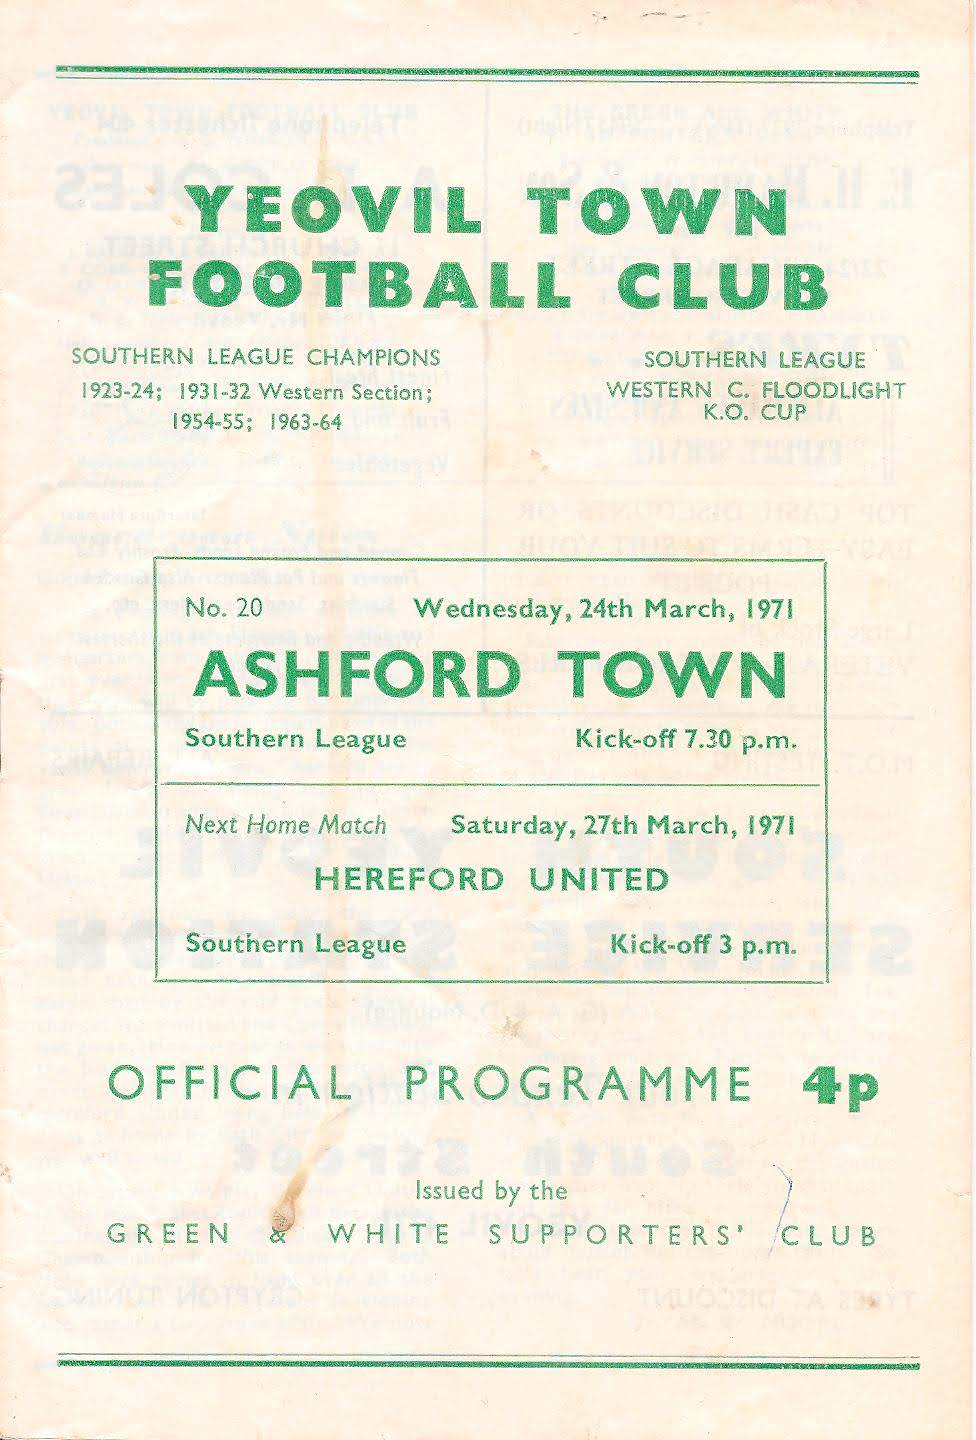 YEOVIL TOWN
FOOTBALL CLUB
SOUTHERN LEAGUE CHAMPIONS
1923-24; 1931-32 Western Section;
1954-55; 1963-64
SOUTHERN LEAGUE
WESTERN C. FLOODLIGHT
K.O. CUP
No. 20 Wednesday, 24th March, 1971
ASHFORD TOWN
Southern League Kick-off 7.30 p.m.
Next Home Match Saturday, 27th March, 1971
HEREFORD UNITED
Southern League Kick-off 3 p.m.
OFFICIAL PROGRAMME 4p
Issued by the
GREEN & WHITE SUPPORTERS' CLUB